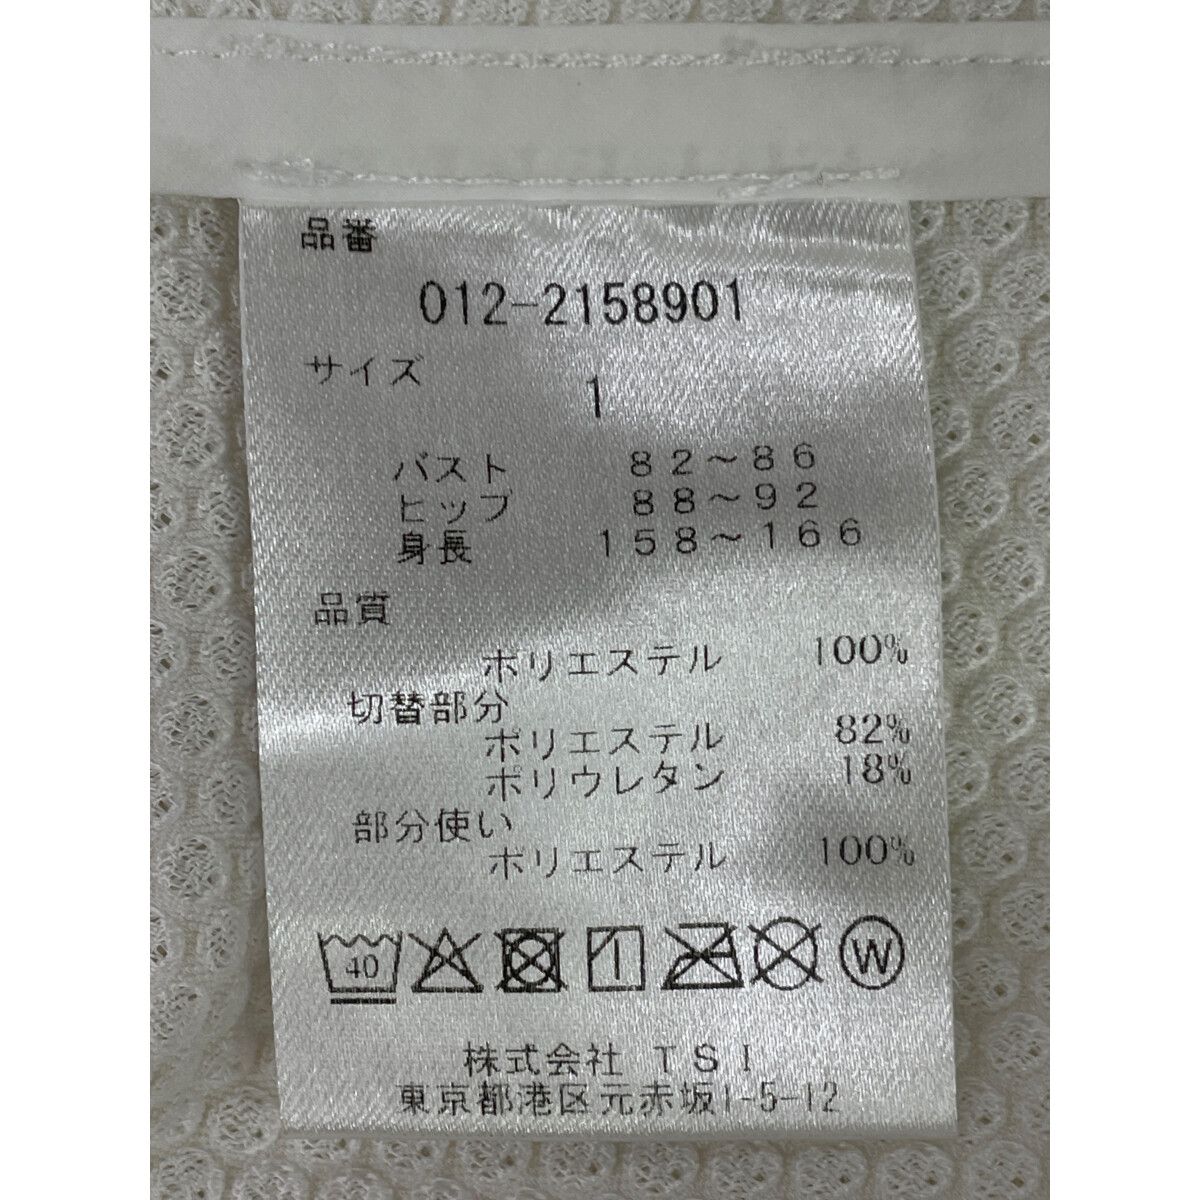 品番
012-2158901
サイズ
1
バスト 82～86
ヒップ 88～92
身長 158～166
品質
ポリエステル 100%
切替部分
ポリエステル 82%
ポリウレタン 18%
部分使い
ポリエステル 100%
40 W
株式会社 TSI
東京都港区元赤坂1-5-12